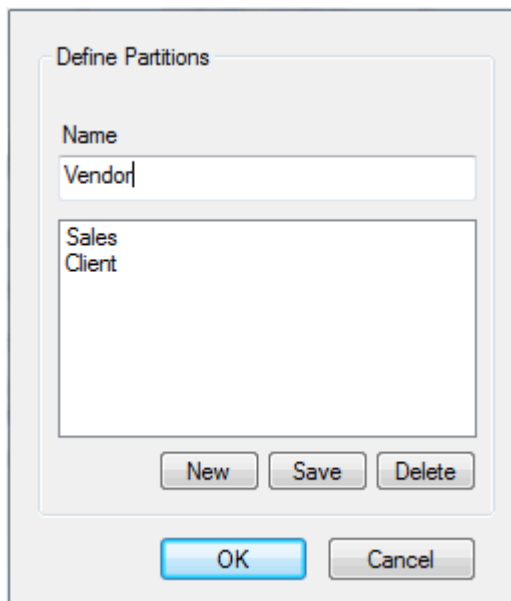 Define Partitions
Name
Vendor
Sales
Client
New Save Delete
OK Cancel